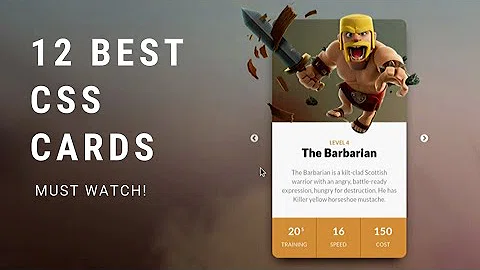 12 BEST
CSS
CARDS
MUST WATCH!
LEVEL 4
The Barbarian
The Barbarian is a kilt-clad Scottish
warrior with an angry, battle-ready
expression, hungry for destruction. He has
Killer yellow horseshoe mustache.
20S 16 150
TRAINING SPEED COST